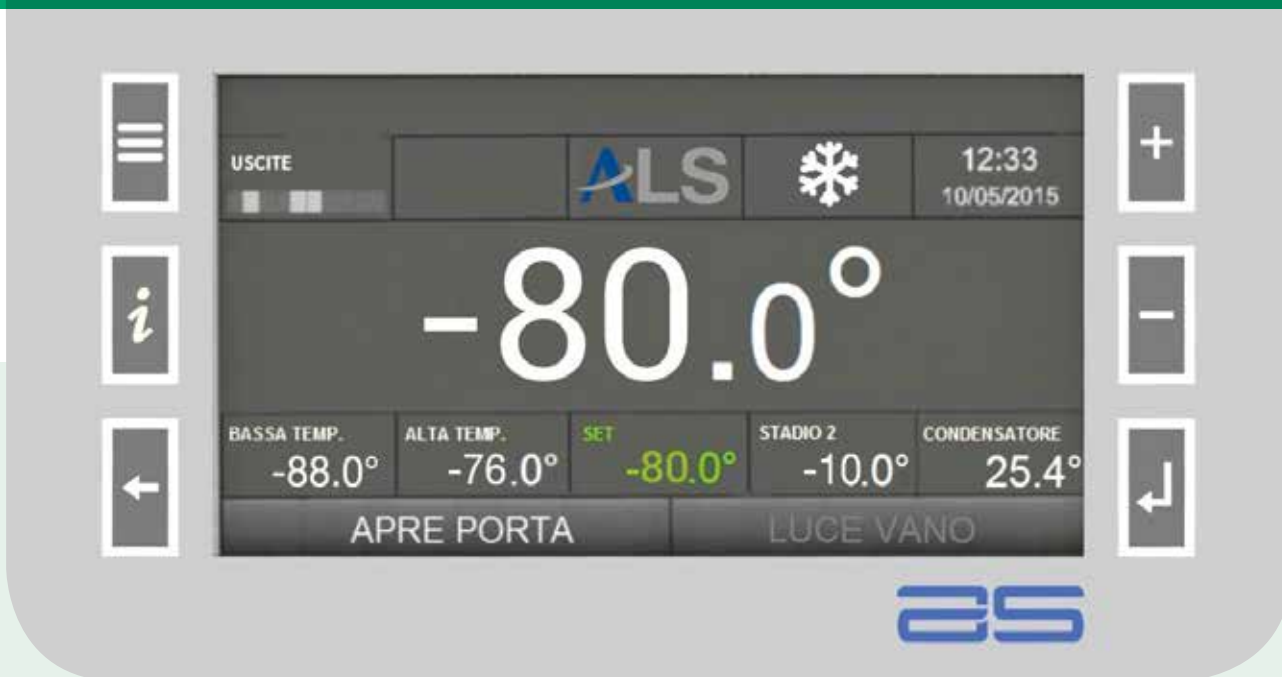 USCITE
ALS
12:33
10/05/2015
-80.0°
BASSA TEMP.
-88.0°
ALTA TEMP.
-76.0°
SET
-80.0°
STADIO 2
-10.0°
CONDENSATORE
25.4°
APRE PORTA
LUCE VANO
i
+
-
as